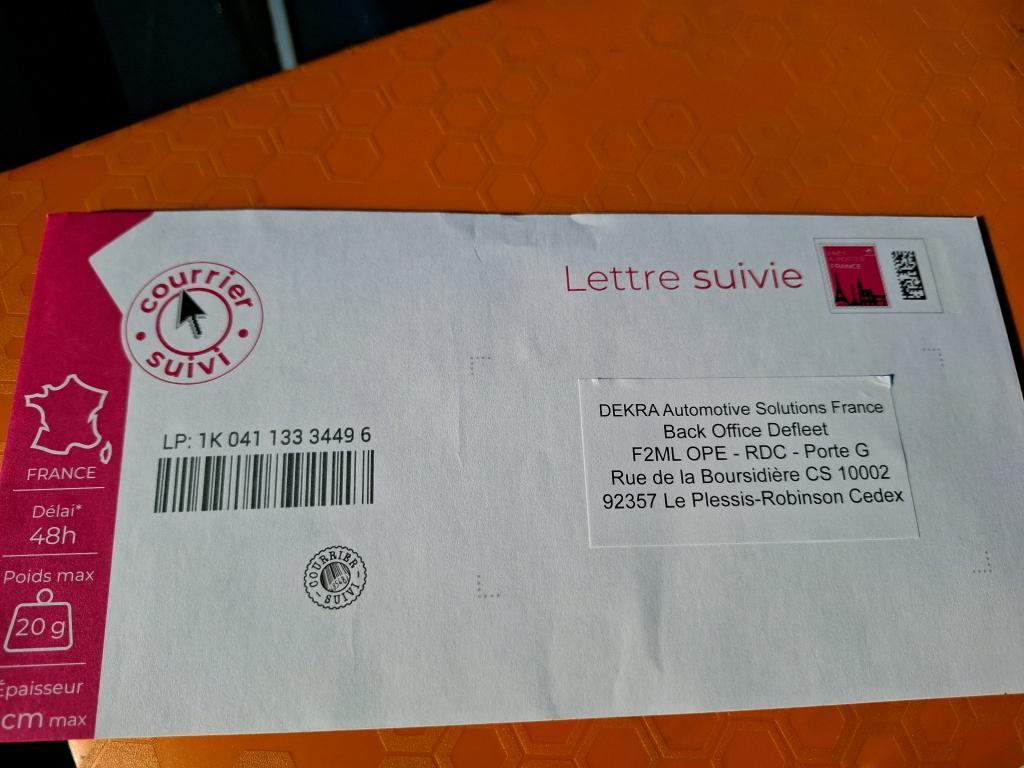 courrier
suivi
Lettre suivie
PRÊT
À POSTER
FRANCE
LP: 1K 041 133 3449 6
DEKRA Automotive Solutions France
Back Office Defleet
F2ML OPE - RDC - Porte G
Rue de la Boursidière CS 10002
92357 Le Plessis-Robinson Cedex
COURRIER
SUIVI
FRANCE
Délai*
48h
Poids max
20 g
Épaisseur
cm max